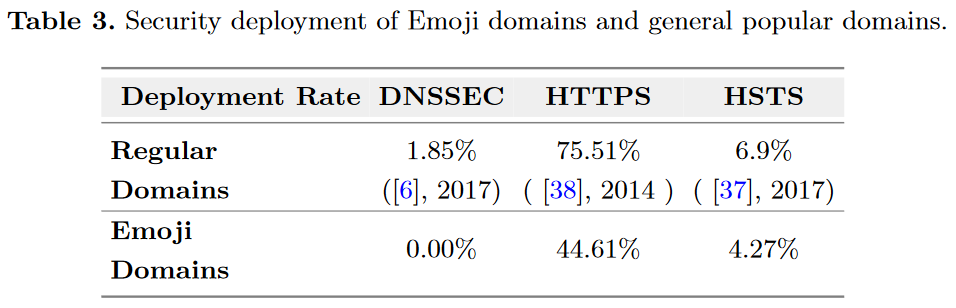 Table 3. Security deployment of Emoji domains and general popular domains.
Deployment Rate DNSSEC HTTPS HSTS
Regular Domains 1.85% ([6], 2017) 75.51% ( [38], 2014 ) 6.9% ( [37], 2017)
Emoji Domains 0.00% 44.61% 4.27%